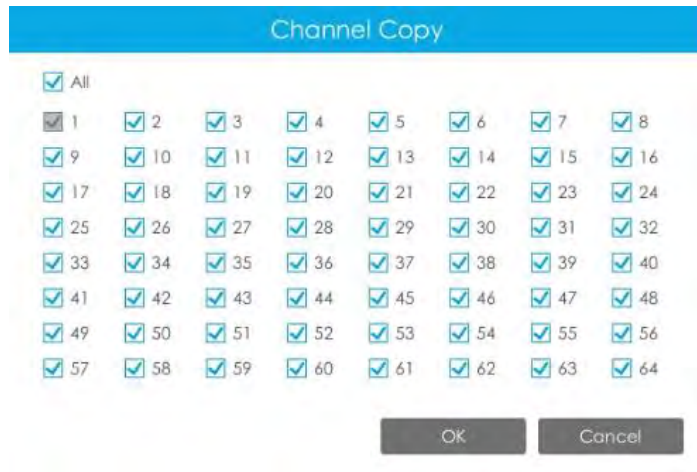 Channel Copy
All
1 2 3 4 5 6 7 8
9 10 11 12 13 14 15 16
17 18 19 20 21 22 23 24
25 26 27 28 29 30 31 32
33 34 35 36 37 38 39 40
41 42 43 44 45 46 47 48
49 50 51 52 53 54 55 56
57 58 59 60 61 62 63 64
OK Cancel